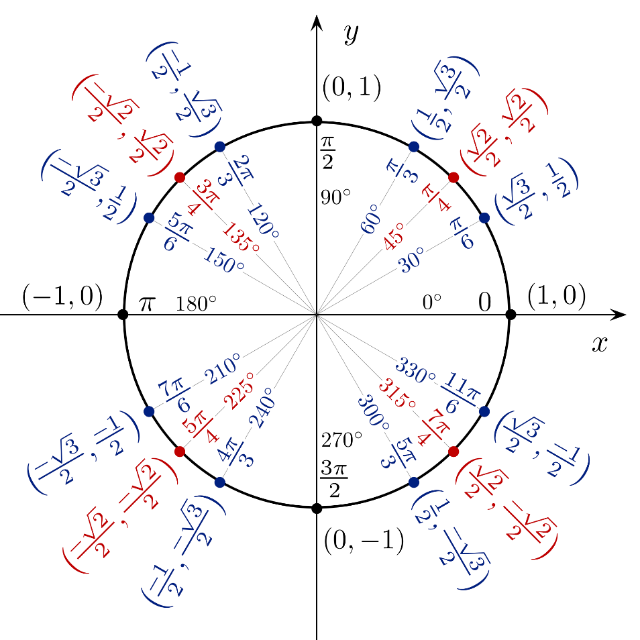 y
(0, 1)
(-1/2, √3/2)
(1/2, √3/2)
(-√2/2, √2/2)
(√2/2, √2/2)
(-√3/2, 1/2)
(√3/2, 1/2)
π/2
90°
2π/3
120°
π/3
60°
3π/4
135°
π/4
45°
5π/6
150°
π/6
30°
(−1, 0)
π
180°
0°
0
(1, 0)
x
7π/6
210°
330°
11π/6
5π/4
225°
315°
7π/4
4π/3
240°
300°
5π/3
270°
3π/2
(-√3/2, -1/2)
(√3/2, -1/2)
(-√2/2, -√2/2)
(√2/2, -√2/2)
(-1/2, -√3/2)
(1/2, -√3/2)
(0, −1)